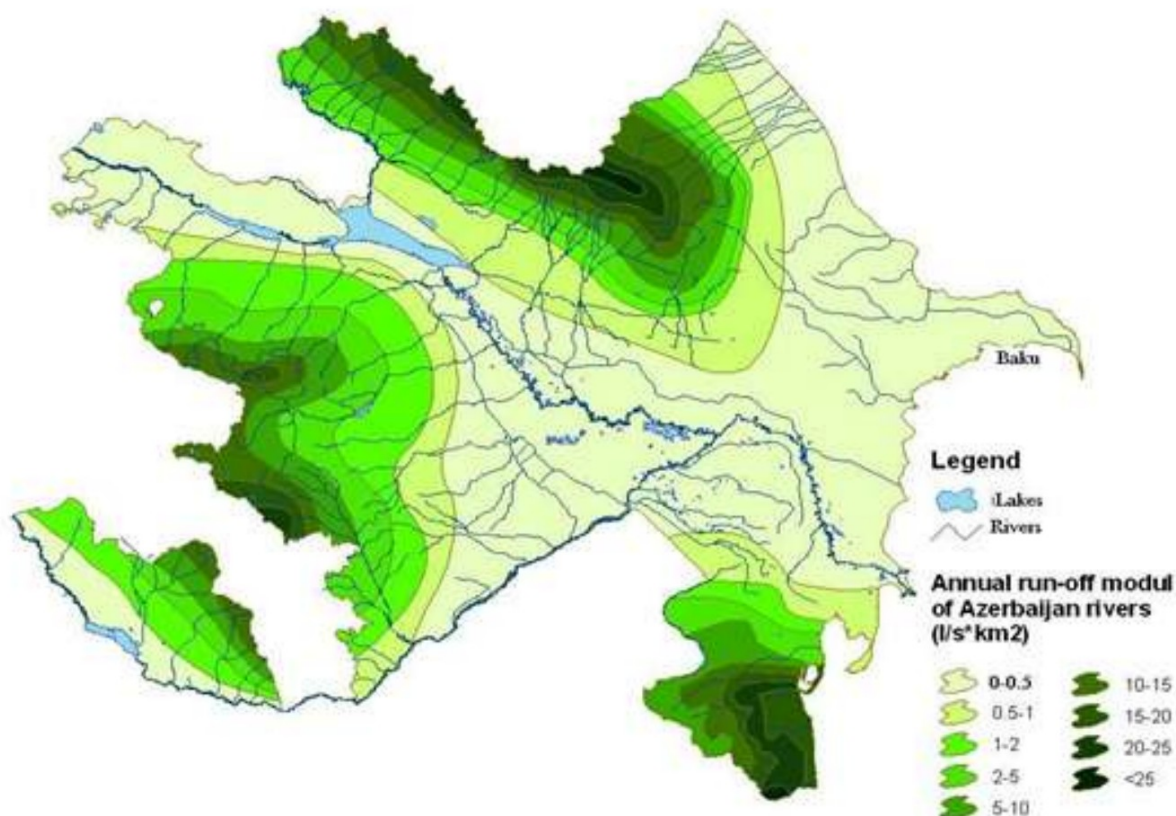 Baku
Legend
Lakes
Rivers
Annual run-off modul
of Azerbaijan rivers
(l/s*km2)
0-0.5
0.5-1
1-2
2-5
5-10
10-15
15-20
20-25
<25